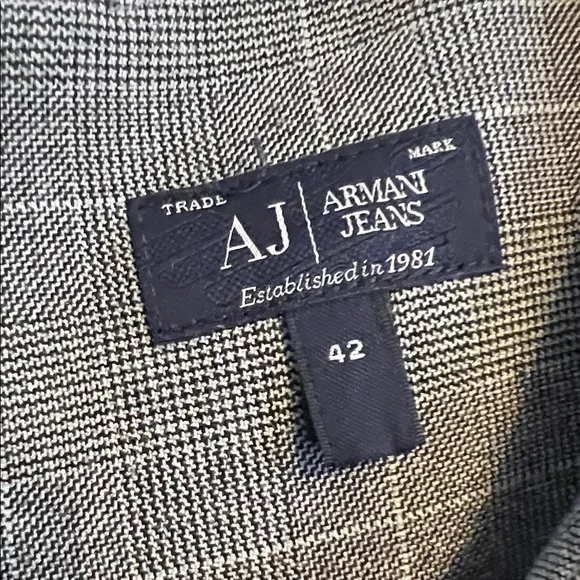 TRADE MARK
AJ ARMANI
JEANS
Established in 1981
42